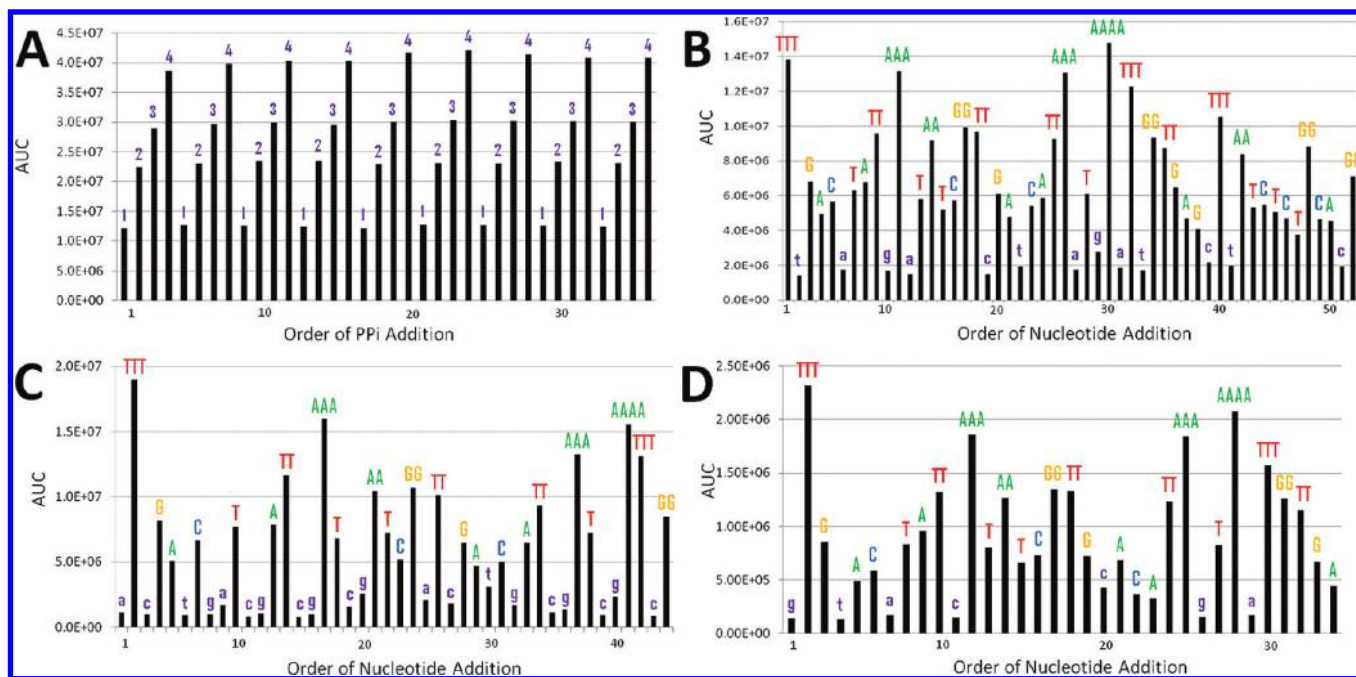 A
AUC
4.5E+07
4.0E+07
3.5E+07
3.0E+07
2.5E+07
2.0E+07
1.5E+07
1.0E+07
5.0E+06
0.0E+00
1 2 3 4 1 2 3 4 1 2 3 4 1 2 3 4 1 2 3 4 1 2 3 4 1 2 3 4 1 2 3 4 1 2 3 4
1 10 20 30
Order of PPi Addition
B
AUC
1.6E+07
1.4E+07
1.2E+07
1.0E+07
8.0E+06
6.0E+06
4.0E+06
2.0E+06
0.0E+00
TTT t G A C a T A TT g AAA a T AA T C GG TT c G A t C A TT AAA a T g AAAA a TTT t GG TT G A G c TTT t AA T C T C T GG C A c GG
1 10 20 30 40 50
Order of Nucleotide Addition
C
AUC
2.0E+07
1.5E+07
1.0E+07
5.0E+06
0.0E+00
a TTT c G A t C g a T c g A TT c g AAA T c g AA T C GG a TT c G A t C a A TT c g AAA T c g AAAA TTT c GG
1 10 20 30 40
Order of Nucleotide Addition
D
AUC
2.50E+06
2.00E+06
1.50E+06
1.00E+06
5.00E+05
0.00E+00
g TTT G t A C a T A TT c AAA T AA T C GG TT G c A C A TT AAA g T AAAA a TTT GG TT G A
1 10 20 30
Order of Nucleotide Addition